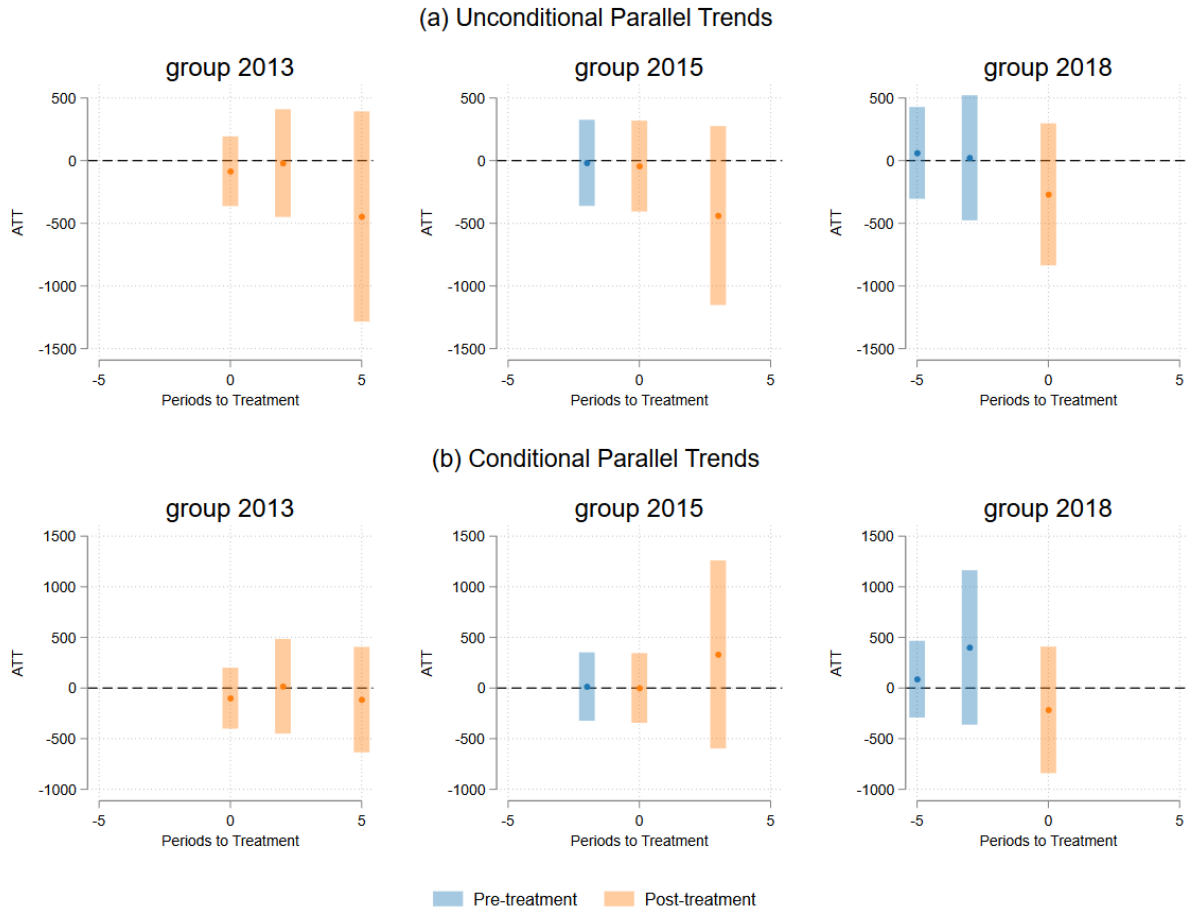 (a) Unconditional Parallel Trends
group 2013
500
0
-500
-1000
-1500
ATT
-5 0 5
Periods to Treatment
group 2015
500
0
-500
-1000
-1500
ATT
-5 0 5
Periods to Treatment
group 2018
500
0
-500
-1000
-1500
ATT
-5 0 5
Periods to Treatment
(b) Conditional Parallel Trends
group 2013
1500
1000
500
0
-500
-1000
ATT
-5 0 5
Periods to Treatment
group 2015
1500
1000
500
0
-500
-1000
ATT
-5 0 5
Periods to Treatment
group 2018
1500
1000
500
0
-500
-1000
ATT
-5 0 5
Periods to Treatment
Pre-treatment Post-treatment